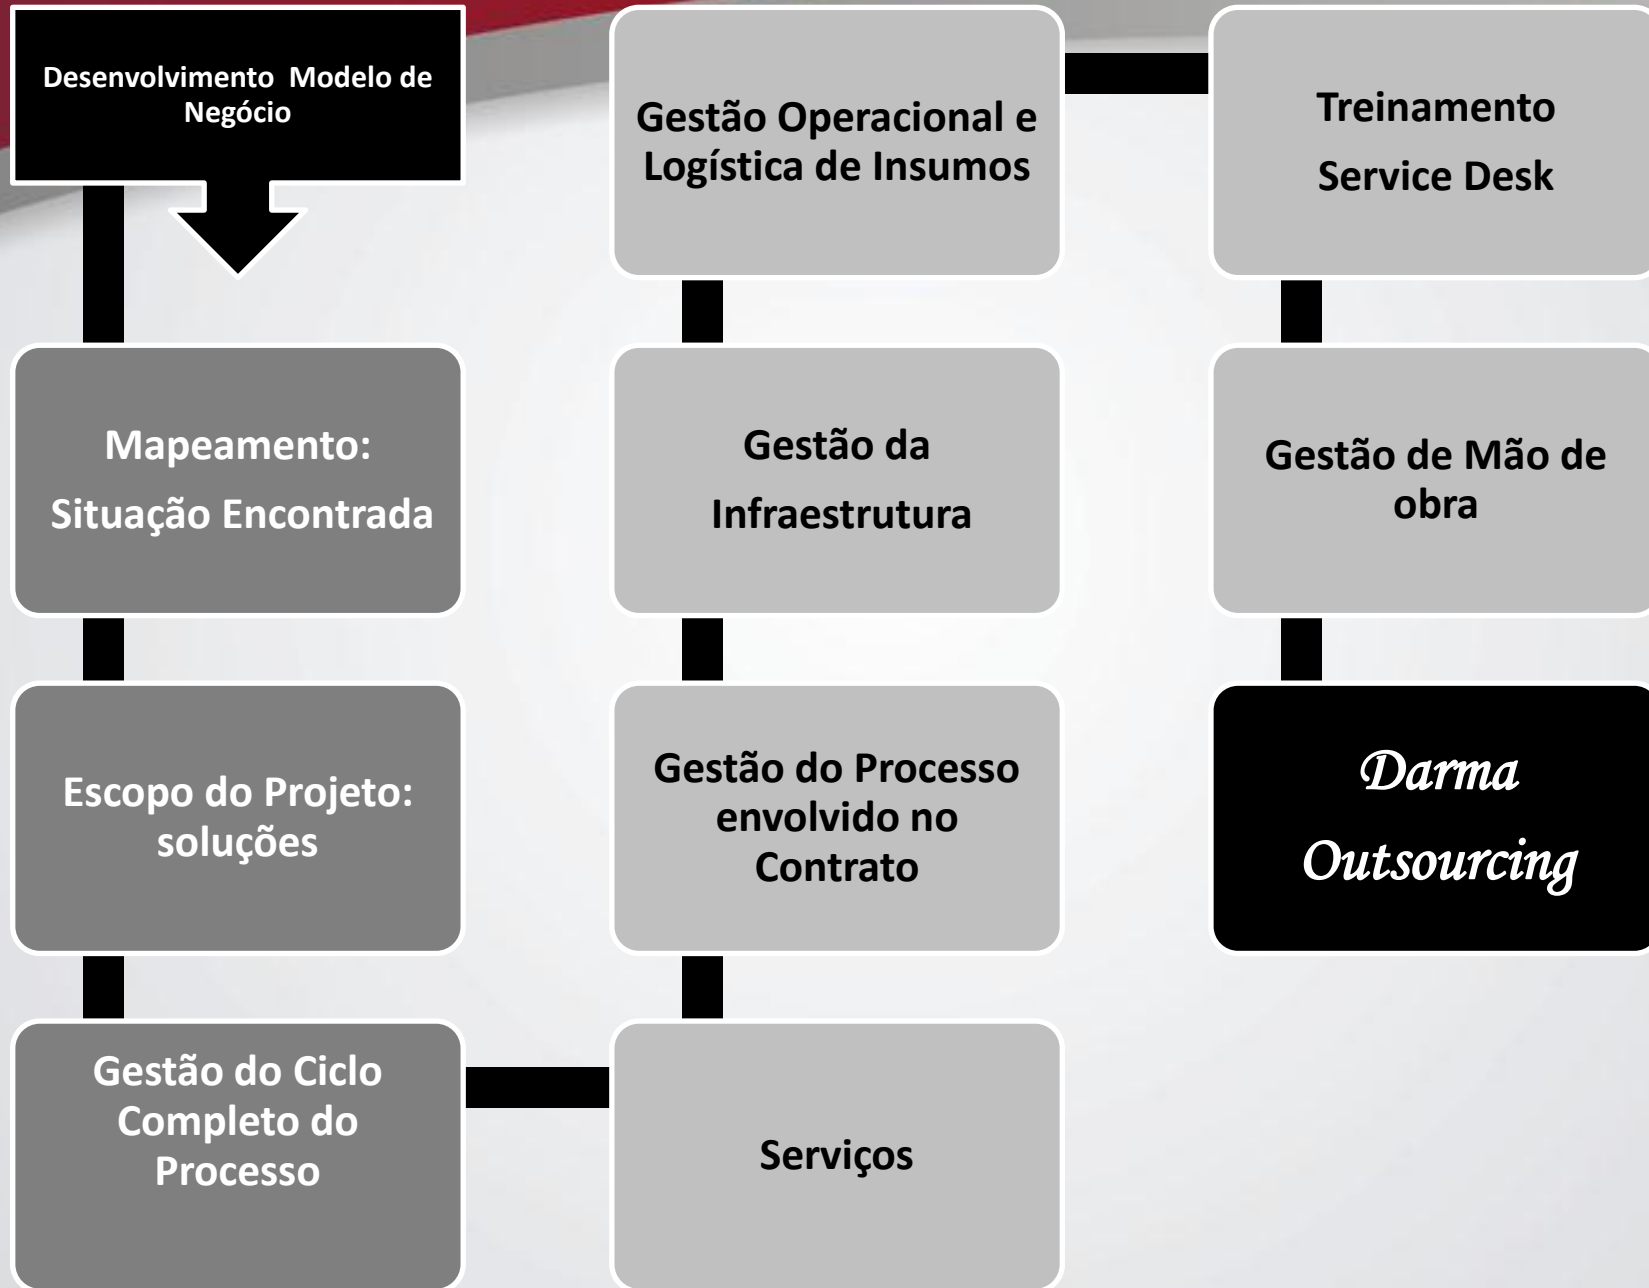 Desenvolvimento  Modelo de
Negócio
Mapeamento:
Situação Encontrada
Escopo do Projeto:
soluções
Gestão do Ciclo
Completo do
Processo
Serviços
Gestão do Processo
envolvido no
Contrato
Gestão da
Infraestrutura
Gestão Operacional e
Logística de Insumos
Treinamento
Service Desk
Gestão de Mão de
obra
Darma
Outsourcing